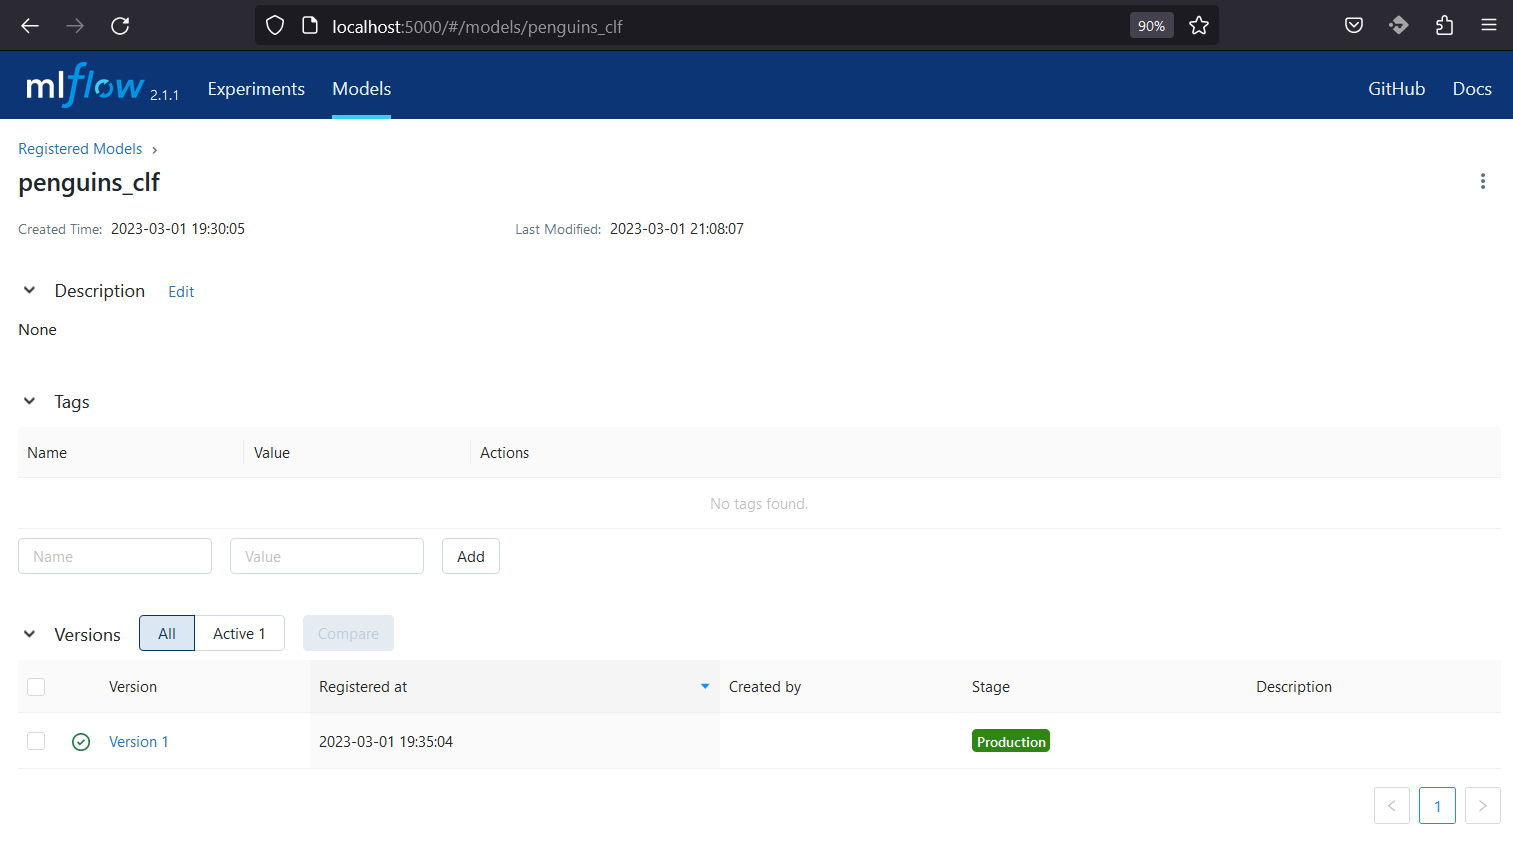 localhost:5000/#/models/penguins_clf 90%
mlflow 2.1.1 Experiments Models GitHub Docs
Registered Models >
penguins_clf
Created Time: 2023-03-01 19:30:05 Last Modified: 2023-03-01 21:08:07
Description Edit
None
Tags
Name Value Actions
No tags found.
Name Value Add
Versions All Active 1 Compare
Version Registered at Created by Stage Description
Version 1 2023-03-01 19:35:04 Production
< 1 >